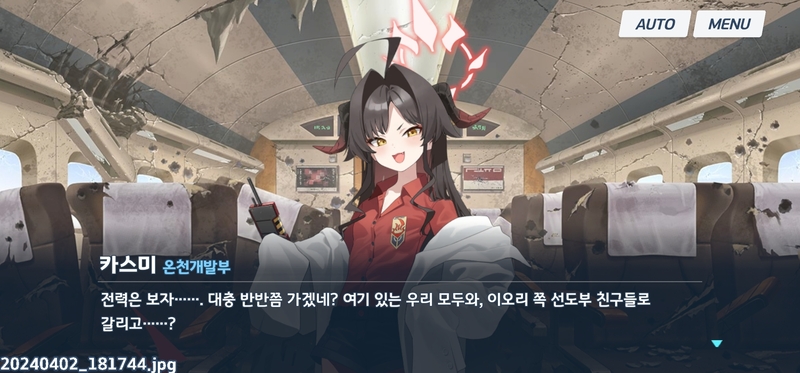 AUTO
MENU
카스미 온천개발부
전력은 보자……. 대충 반반쯤 가겠네? 여기 있는 우리 모두와, 이오리 쪽 선도부 친구들로
갈리고……?
20240402_181744.jpg